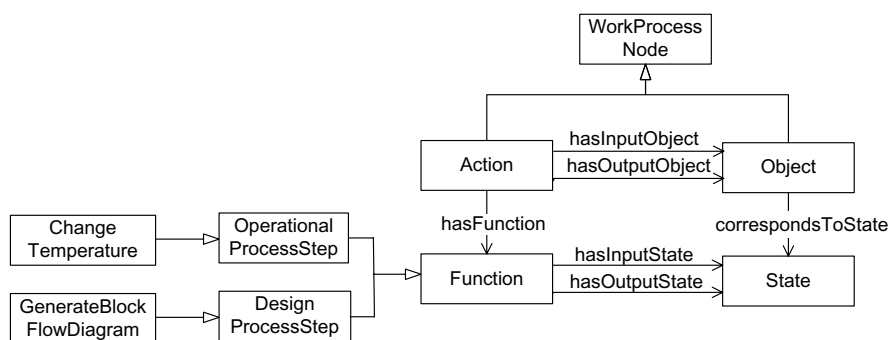 WorkProcess
Node
hasInputObject
Action
Object
hasOutputObject
hasFunction
correspondsToState
Change
Temperature
Operational
ProcessStep
hasInputState
Function
State
hasOutputState
GenerateBlock
FlowDiagram
Design
ProcessStep